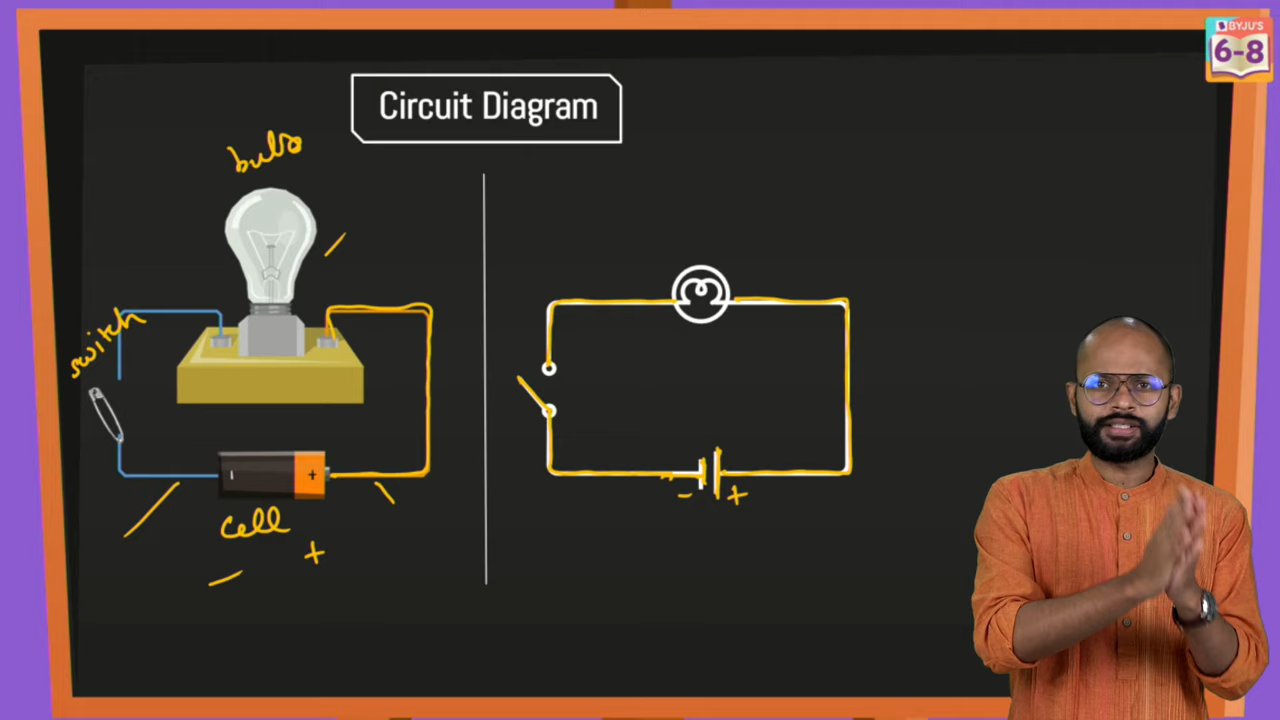 BYJU'S
6-8
Circuit Diagram
bulb
switch
+
cell
- +
- +